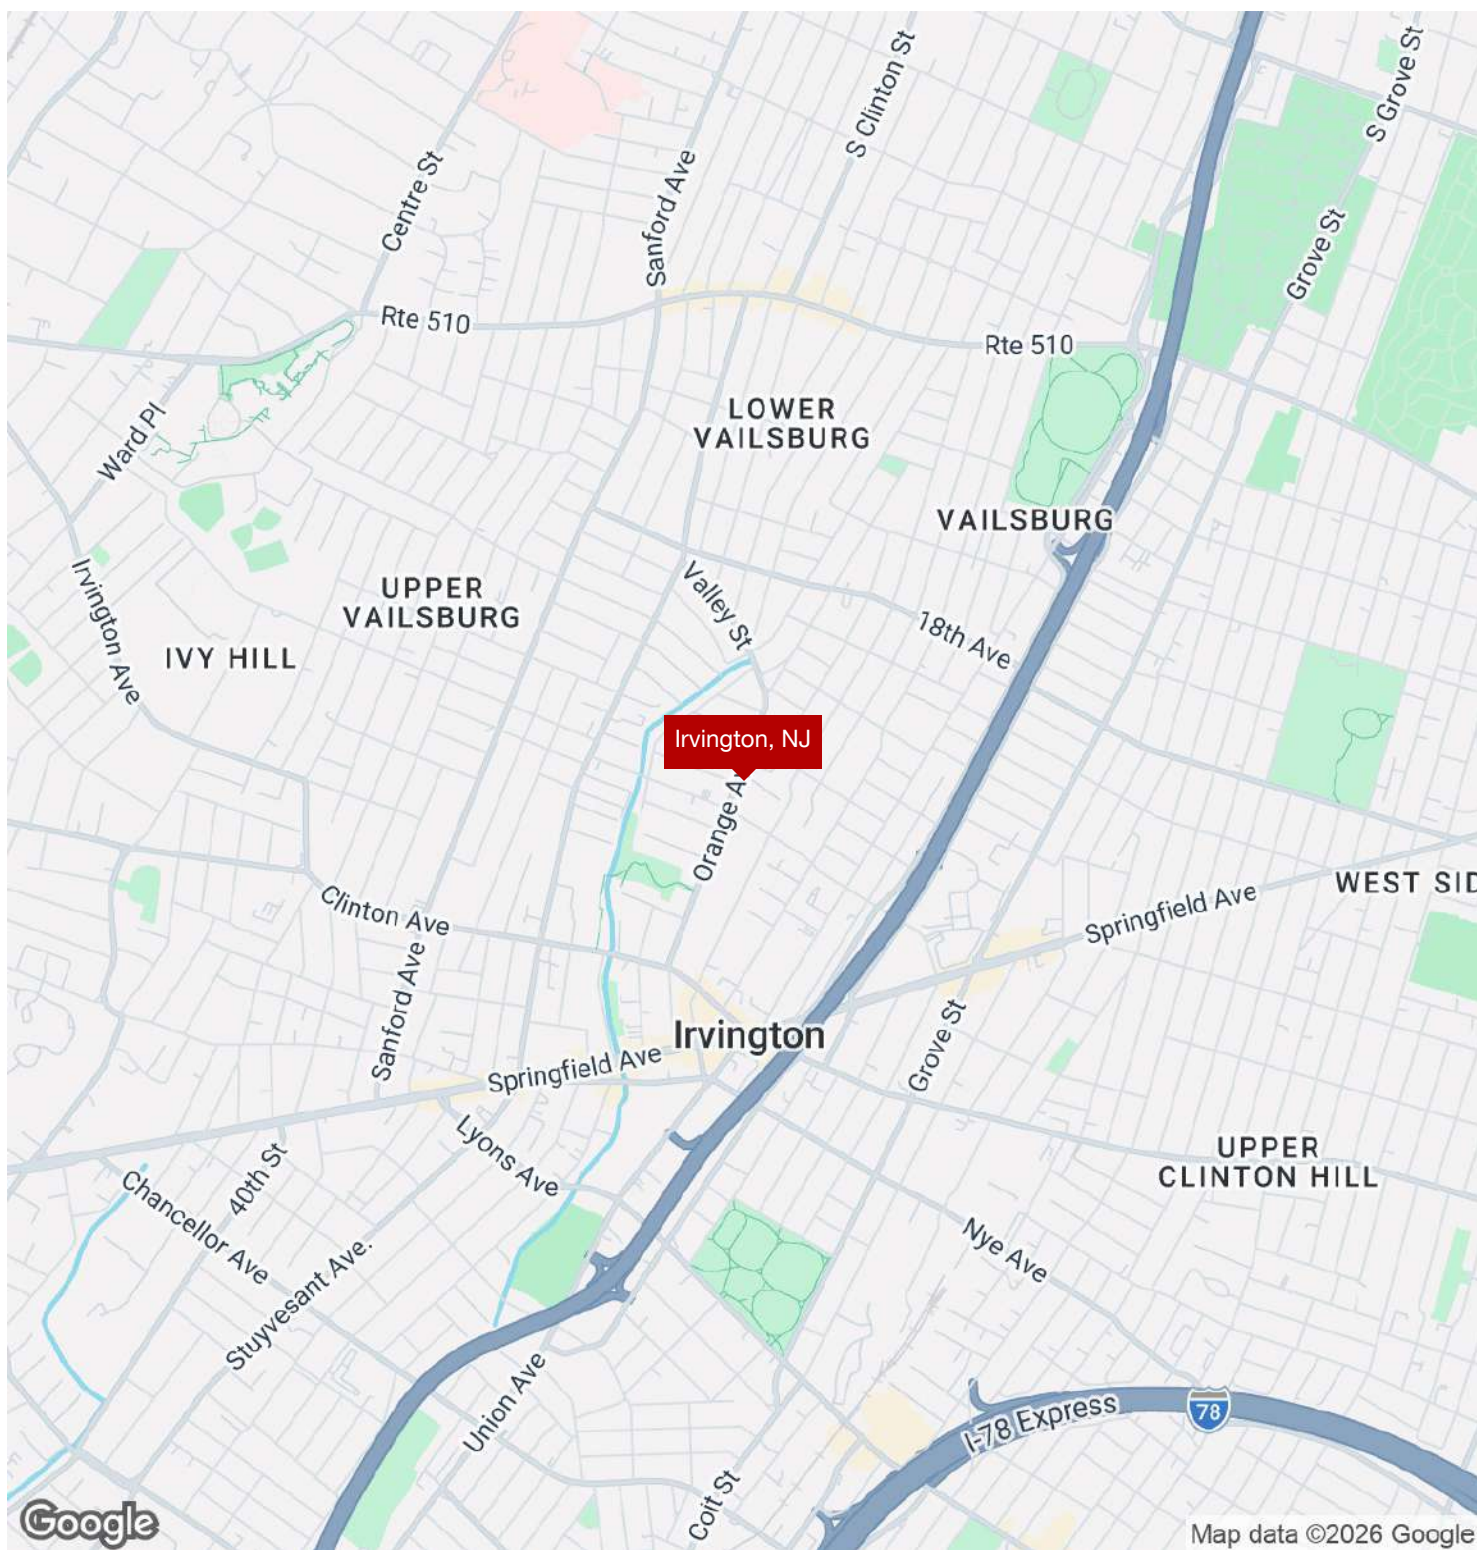 S Clinton St
S Grove St
Centre St
Sanford Ave
Grove St
Rte 510
Rte 510
LOWER
VAILSBURG
Ward Pl
VAILSBURG
UPPER
VAILSBURG
Valley St
Irvington Ave
IVY HILL
18th Ave
Irvington, NJ
Orange A
WEST SID
Clinton Ave
Springfield Ave
Sanford Ave
Irvington
Grove St
Springfield Ave
Lyons Ave
40th St
UPPER
CLINTON HILL
Chancellor Ave
Nye Ave
Stuyvesant Ave.
Union Ave
I-78 Express
78
Coit St
Google
Map data ©2026 Google